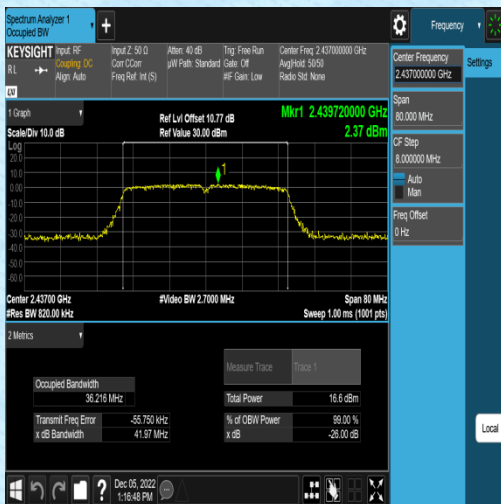 Spectrum Analyzer 1
Occupied BW
+
Frequency
KEYSIGHT
Input: RF
Coupling: DC
Align: Auto
Input Z: 50 Ω
Corr CCorr
Freq Ref: Int (S)
Atten: 40 dB
µW Path: Standard
Trig: Free Run
Gate: Off
#IF Gain: Low
Center Freq: 2.437000000 GHz
Avg|Hold: 50/50
Radio Std: None
RL
LXI
Center Frequency
2.437000000 GHz
Settings
Span
80.000 MHz
CF Step
8.000000 MHz
Auto
Man
Freq Offset
0 Hz
Local
1 Graph
Scale/Div 10.0 dB
Ref Lvl Offset 10.77 dB
Ref Value 30.00 dBm
Mkr1 2.439720000 GHz
2.37 dBm
Log
20.0
10.0
0.00
-10.0
-20.0
-30.0
-40.0
-50.0
-60.0
1
Center 2.43700 GHz
#Res BW 820.00 kHz
#Video BW 2.7000 MHz
Span 80 MHz
Sweep 1.00 ms (1001 pts)
2 Metrics
Measure Trace
Trace 1
Occupied Bandwidth
36.216 MHz
Total Power
16.6 dBm
Transmit Freq Error
-55.750 kHz
% of OBW Power
99.00 %
x dB Bandwidth
41.97 MHz
x dB
-26.00 dB
?
Dec 05, 2022
1:16:48 PM